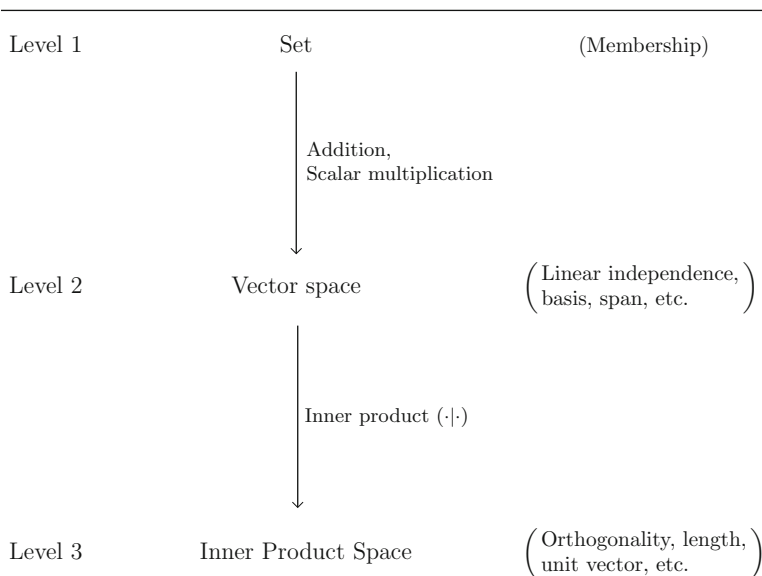 Level 1 Set (Membership)
Addition,
Scalar multiplication
Level 2 Vector space (Linear independence,
basis, span, etc.)
Inner product (·|·)
Level 3 Inner Product Space (Orthogonality, length,
unit vector, etc.)